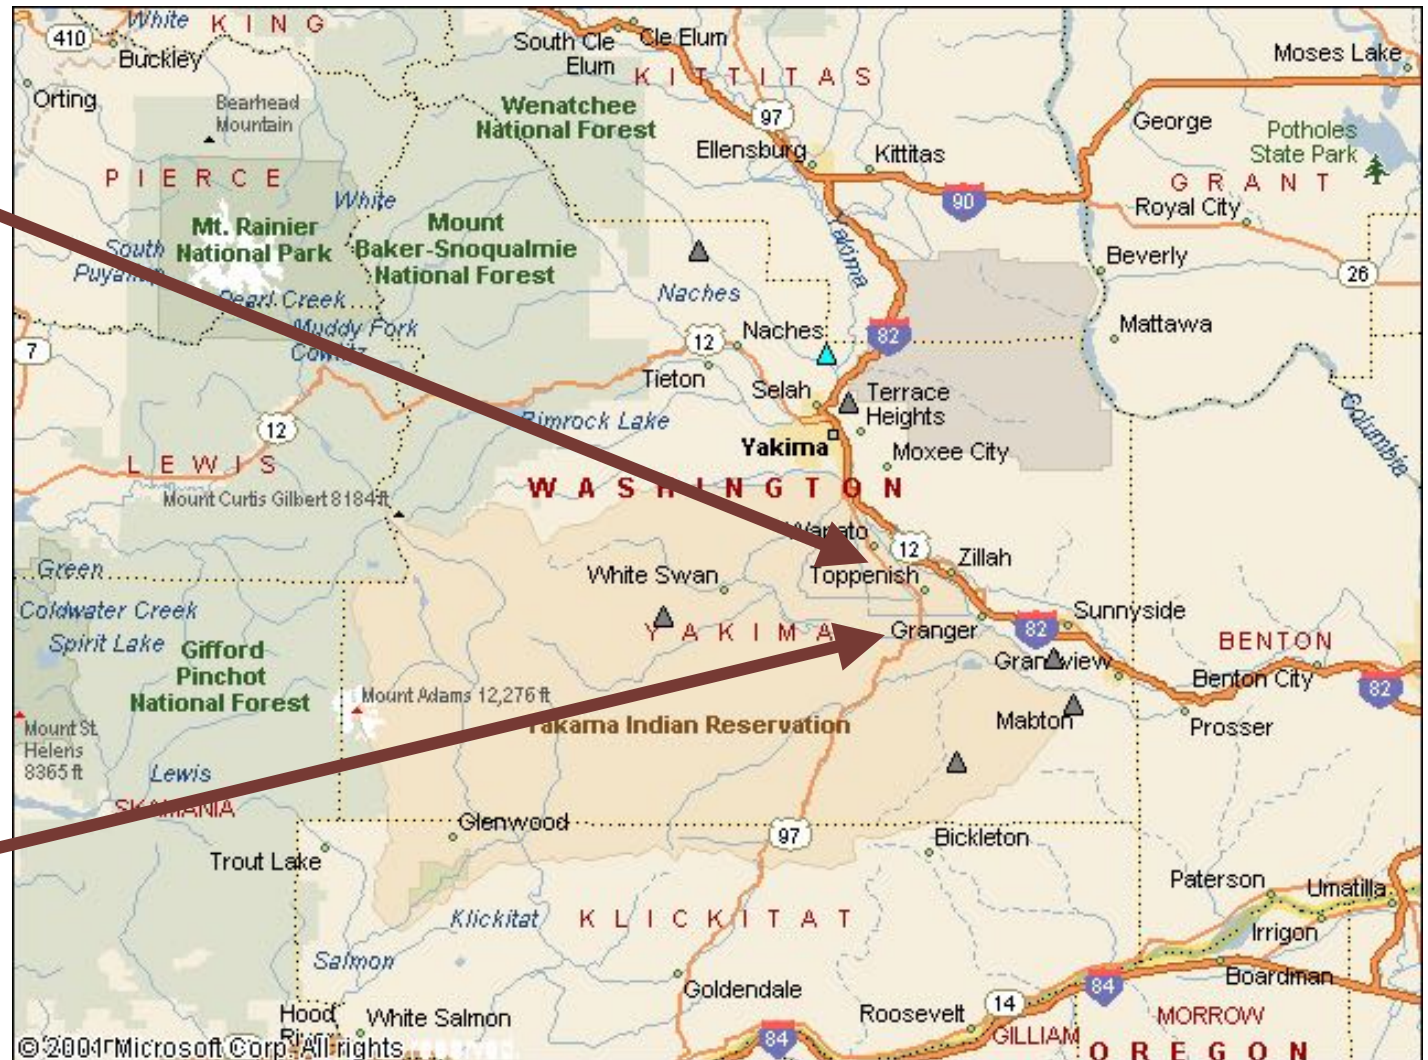 White
K I N G
410
Buckley
South Cle
Elum
Cle Elum
K I T T I T A S
Moses Lake
Orting
Bearhead
Mountain
Wenatchee
National Forest
97
George
Potholes
State Park
Ellensburg
Kittitas
P I E R C E
White
90
G R A N T
Royal City
Mt. Rainier
National Park
Mount
Baker-Snoqualmie
National Forest
South
Yakima
Beverly
26
Pearl Creek
Naches
Muddy Fork
Cowlitz
7
12
Naches
82
Mattawa
Tieton
Selah
Terrace
Heights
Rimrock Lake
Columbia
12
Yakima
Moxee City
L E W I S
Mount Curtis Gilbert 8184 ft
W A S H I N G T O N
Wapato
12
Zillah
Green
White Swan
Toppenish
Coldwater Creek
Spirit Lake
Sunnyside
Y A K I M A
Granger
82
B E N T O N
Gifford
Pinchot
National Forest
Grandview
Benton City
82
Mount Adams 12,276 ft
Mount St.
Helens
8365 ft
Yakama Indian Reservation
Mabton
Prosser
Lewis
SKAMANIA
Glenwood
97
Bickleton
Trout Lake
Paterson
Umatilla
Klickitat
K L I C K I T A T
Irrigon
Salmon
Boardman
Goldendale
84
Hood
River
White Salmon
Roosevelt
14
MORROW
84
GILLIAM
O R E G O N
Microsoft Corp. All rights